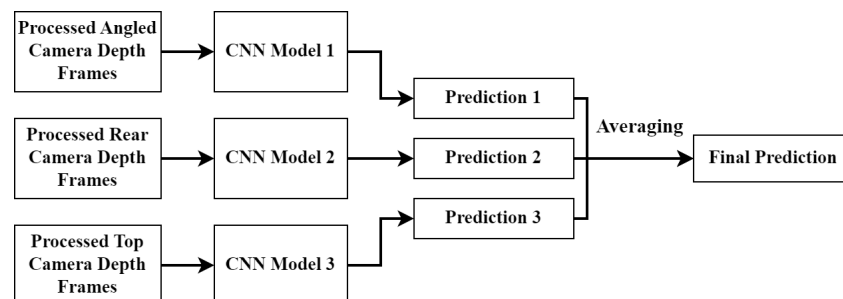 Processed Angled
Camera Depth
Frames
CNN Model 1
Prediction 1
Processed Rear
Camera Depth
Frames
CNN Model 2
Prediction 2
Averaging
Final Prediction
Processed Top
Camera Depth
Frames
CNN Model 3
Prediction 3